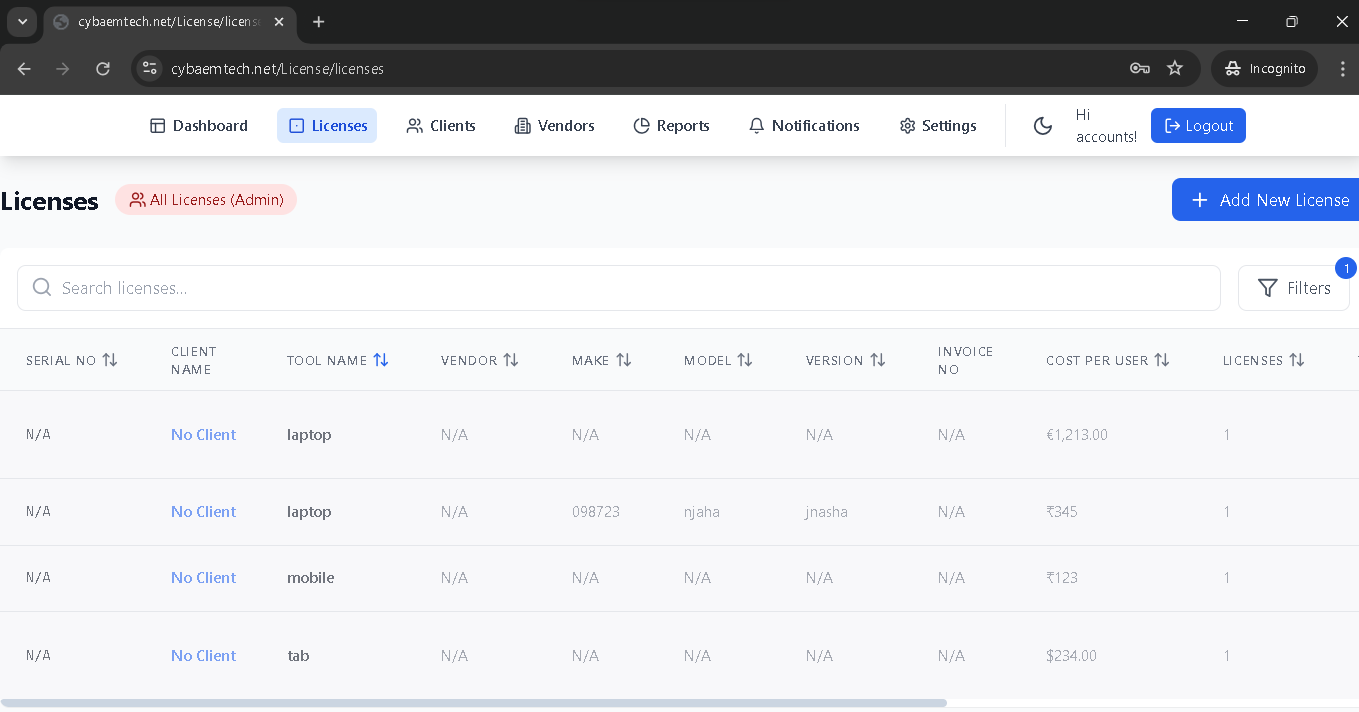 cybaemtech.net/License/licens
cybaemtech.net/License/licenses
Incognito
Dashboard
Licenses
Clients
Vendors
Reports
Notifications
Settings
Hi
accounts!
Logout
Licenses
All Licenses (Admin)
Add New License
Search licenses...
Filters
1
SERIAL NO
CLIENT
NAME
TOOL NAME
VENDOR
MAKE
MODEL
VERSION
INVOICE
NO
COST PER USER
LICENSES
N/A No Client laptop N/A N/A N/A N/A N/A €1,213.00 1
N/A No Client laptop N/A 098723 njaha jnasha N/A ₹345 1
N/A No Client mobile N/A N/A N/A N/A N/A ₹123 1
N/A No Client tab N/A N/A N/A N/A N/A $234.00 1